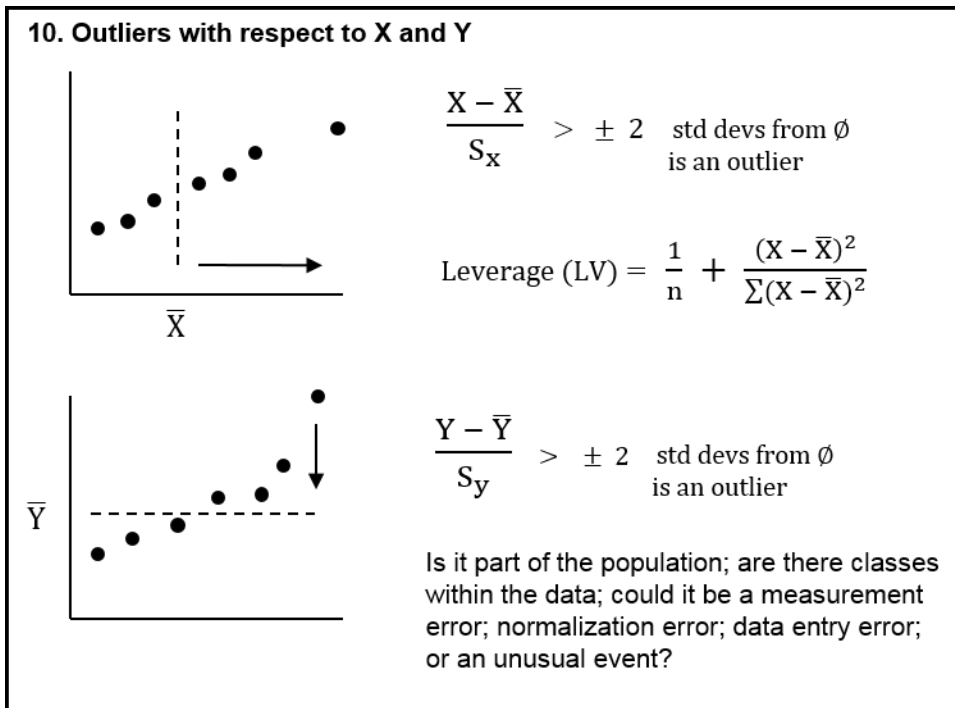 10. Outliers with respect to X and Y
X̅
X – X̅ / Sx > ± 2 std devs from ∅
is an outlier
Leverage (LV) = 1/n + (X – X̅)² / ∑(X – X̅)²
Y̅
Y – Y̅ / Sy > ± 2 std devs from ∅
is an outlier
Is it part of the population; are there classes
within the data; could it be a measurement
error; normalization error; data entry error;
or an unusual event?